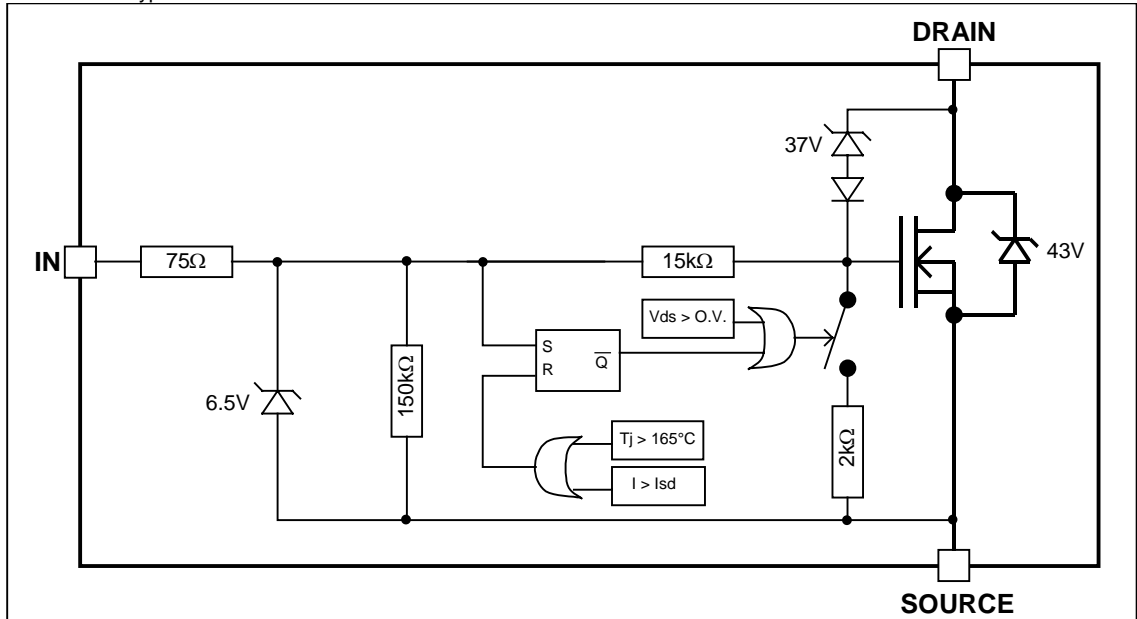 DRAIN
37V
IN
75Ω
15kΩ
43V
Vds > O.V.
S
R
Q̅
150kΩ
6.5V
Tj > 165°C
I > Isd
2kΩ
SOURCE